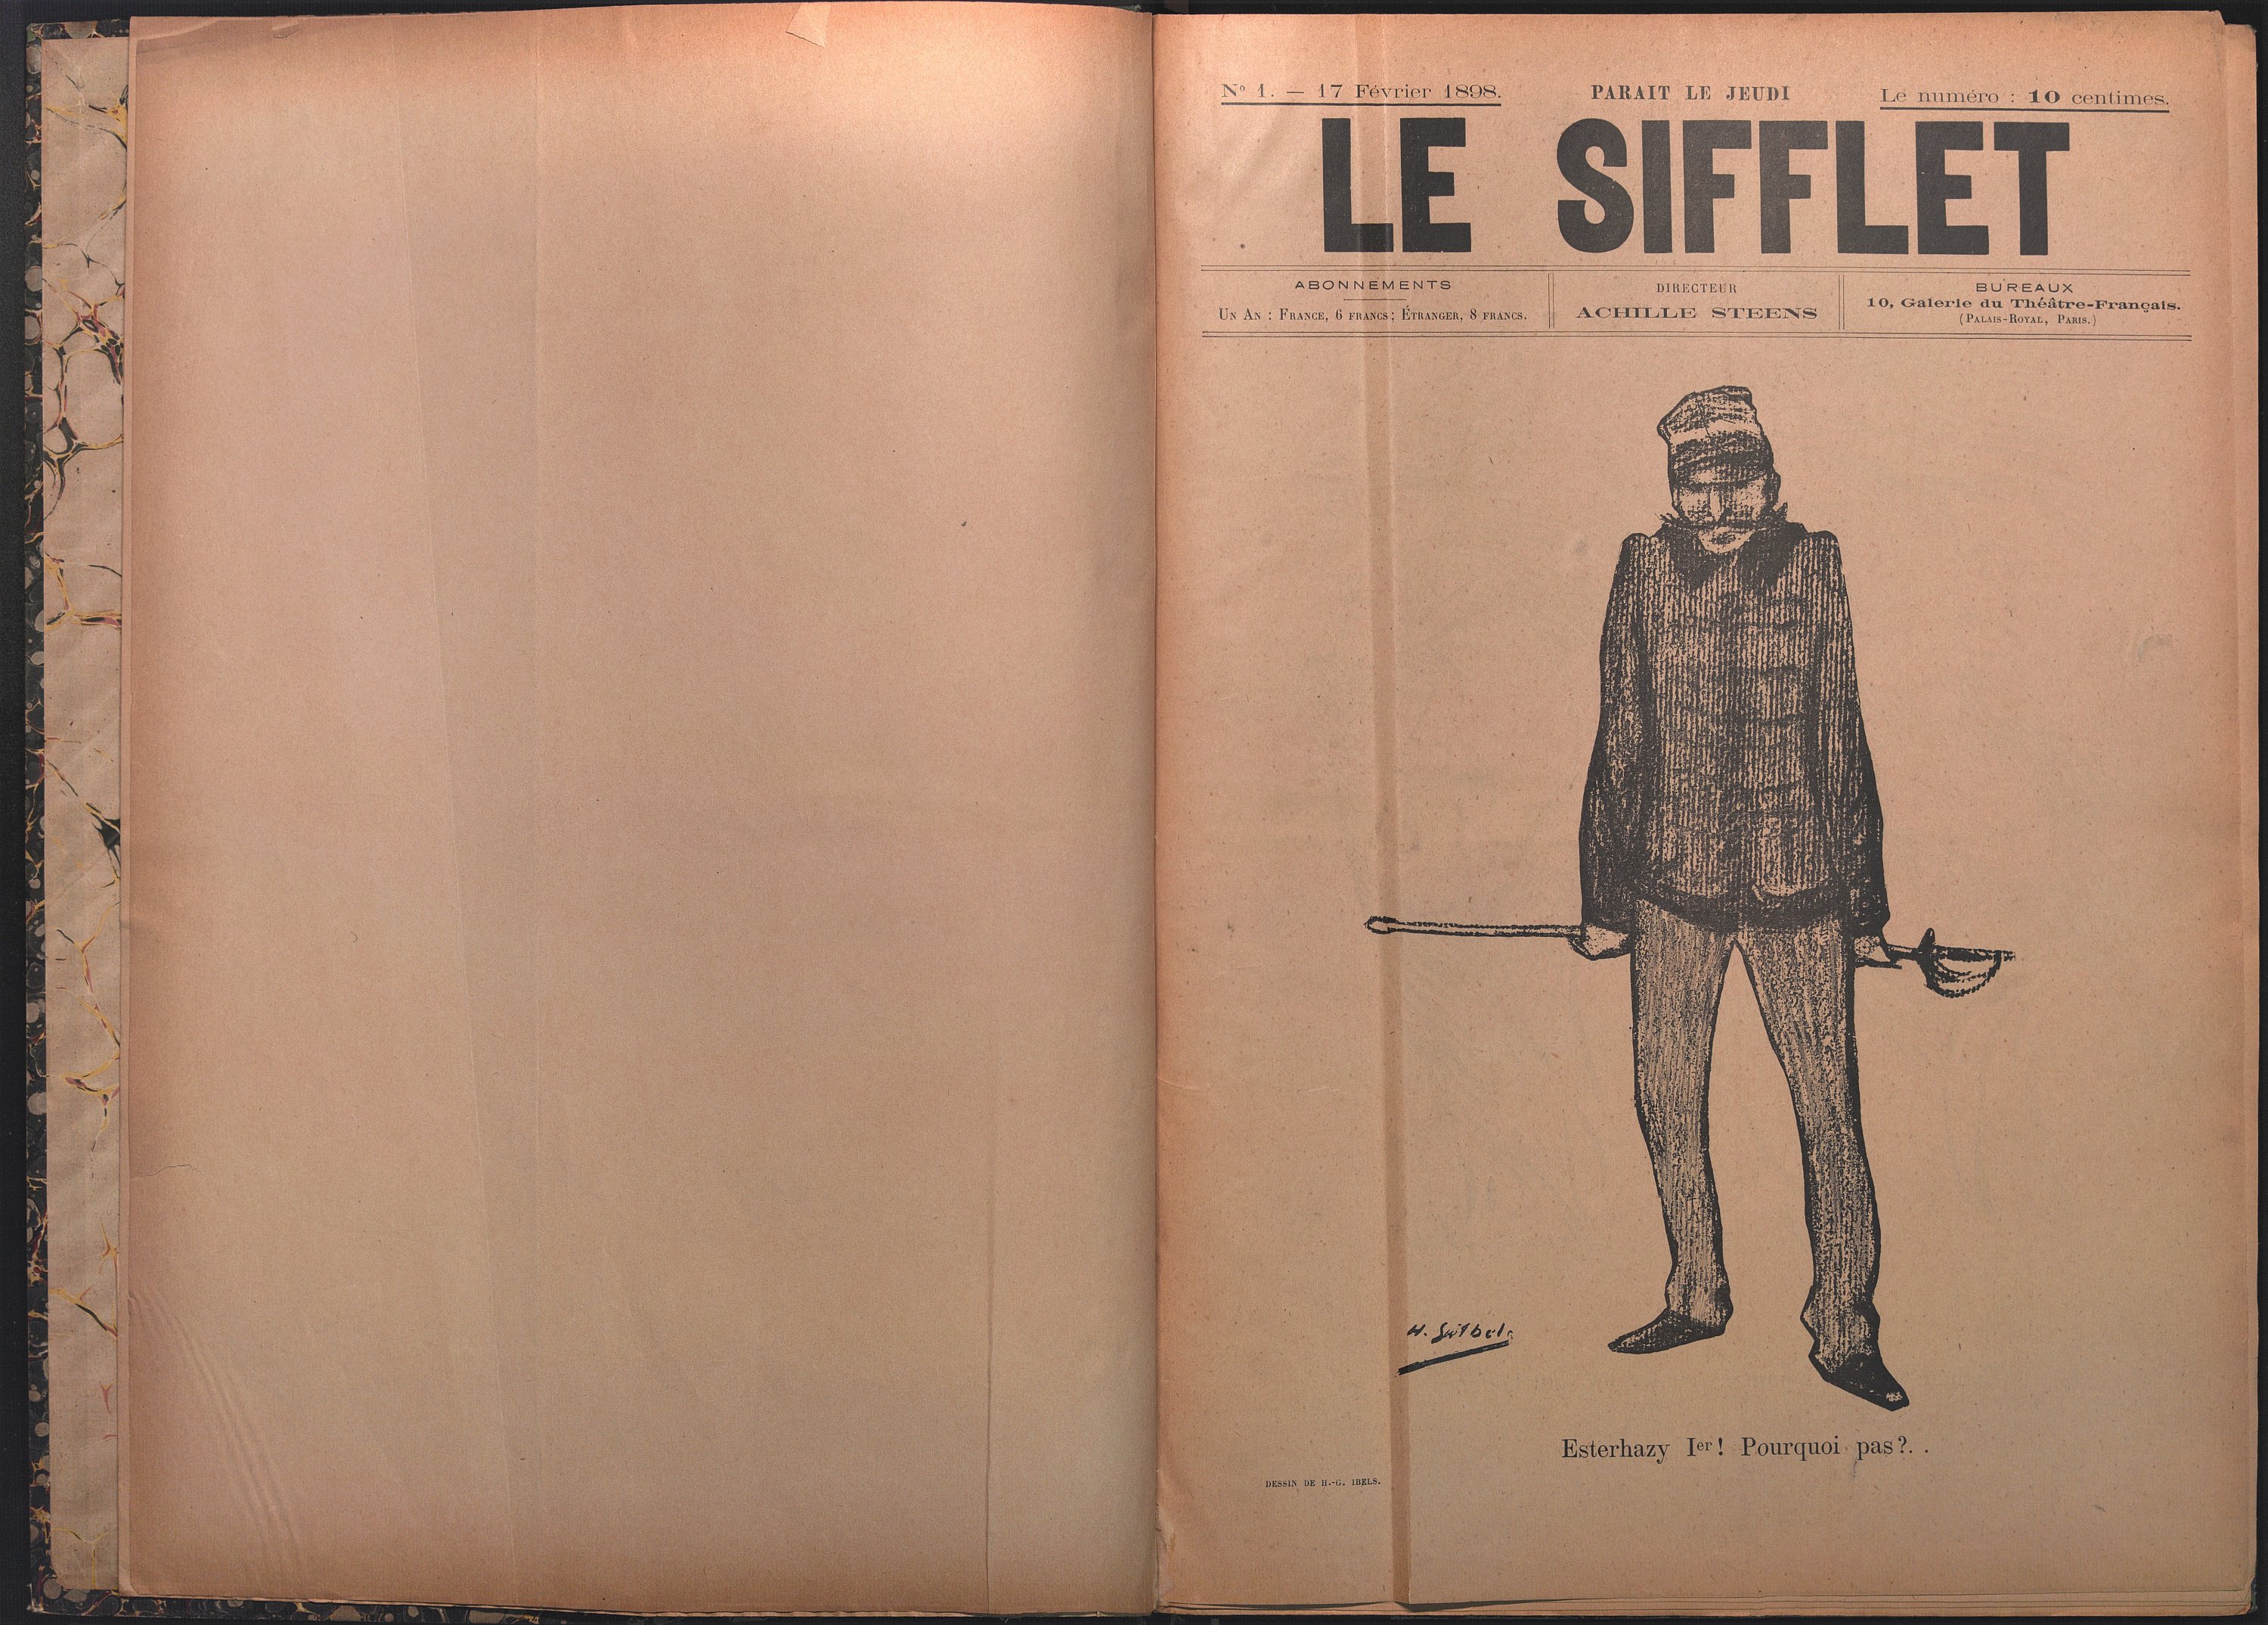 N° 1. — 17 Février 1898.
PARAIT LE JEUDI
Le numéro : 10 centimes.
LE SIFFLET
ABONNEMENTS
UN AN : FRANCE, 6 FRANCS; ÉTRANGER, 8 FRANCS.
DIRECTEUR
ACHILLE STEENS
BUREAUX
10, Galerie du Théâtre-Français.
(PALAIS-ROYAL, PARIS.)
H. G. Ibels
Esterhazy Ier! Pourquoi pas?. .
DESSIN DE H.-G. IBELS.